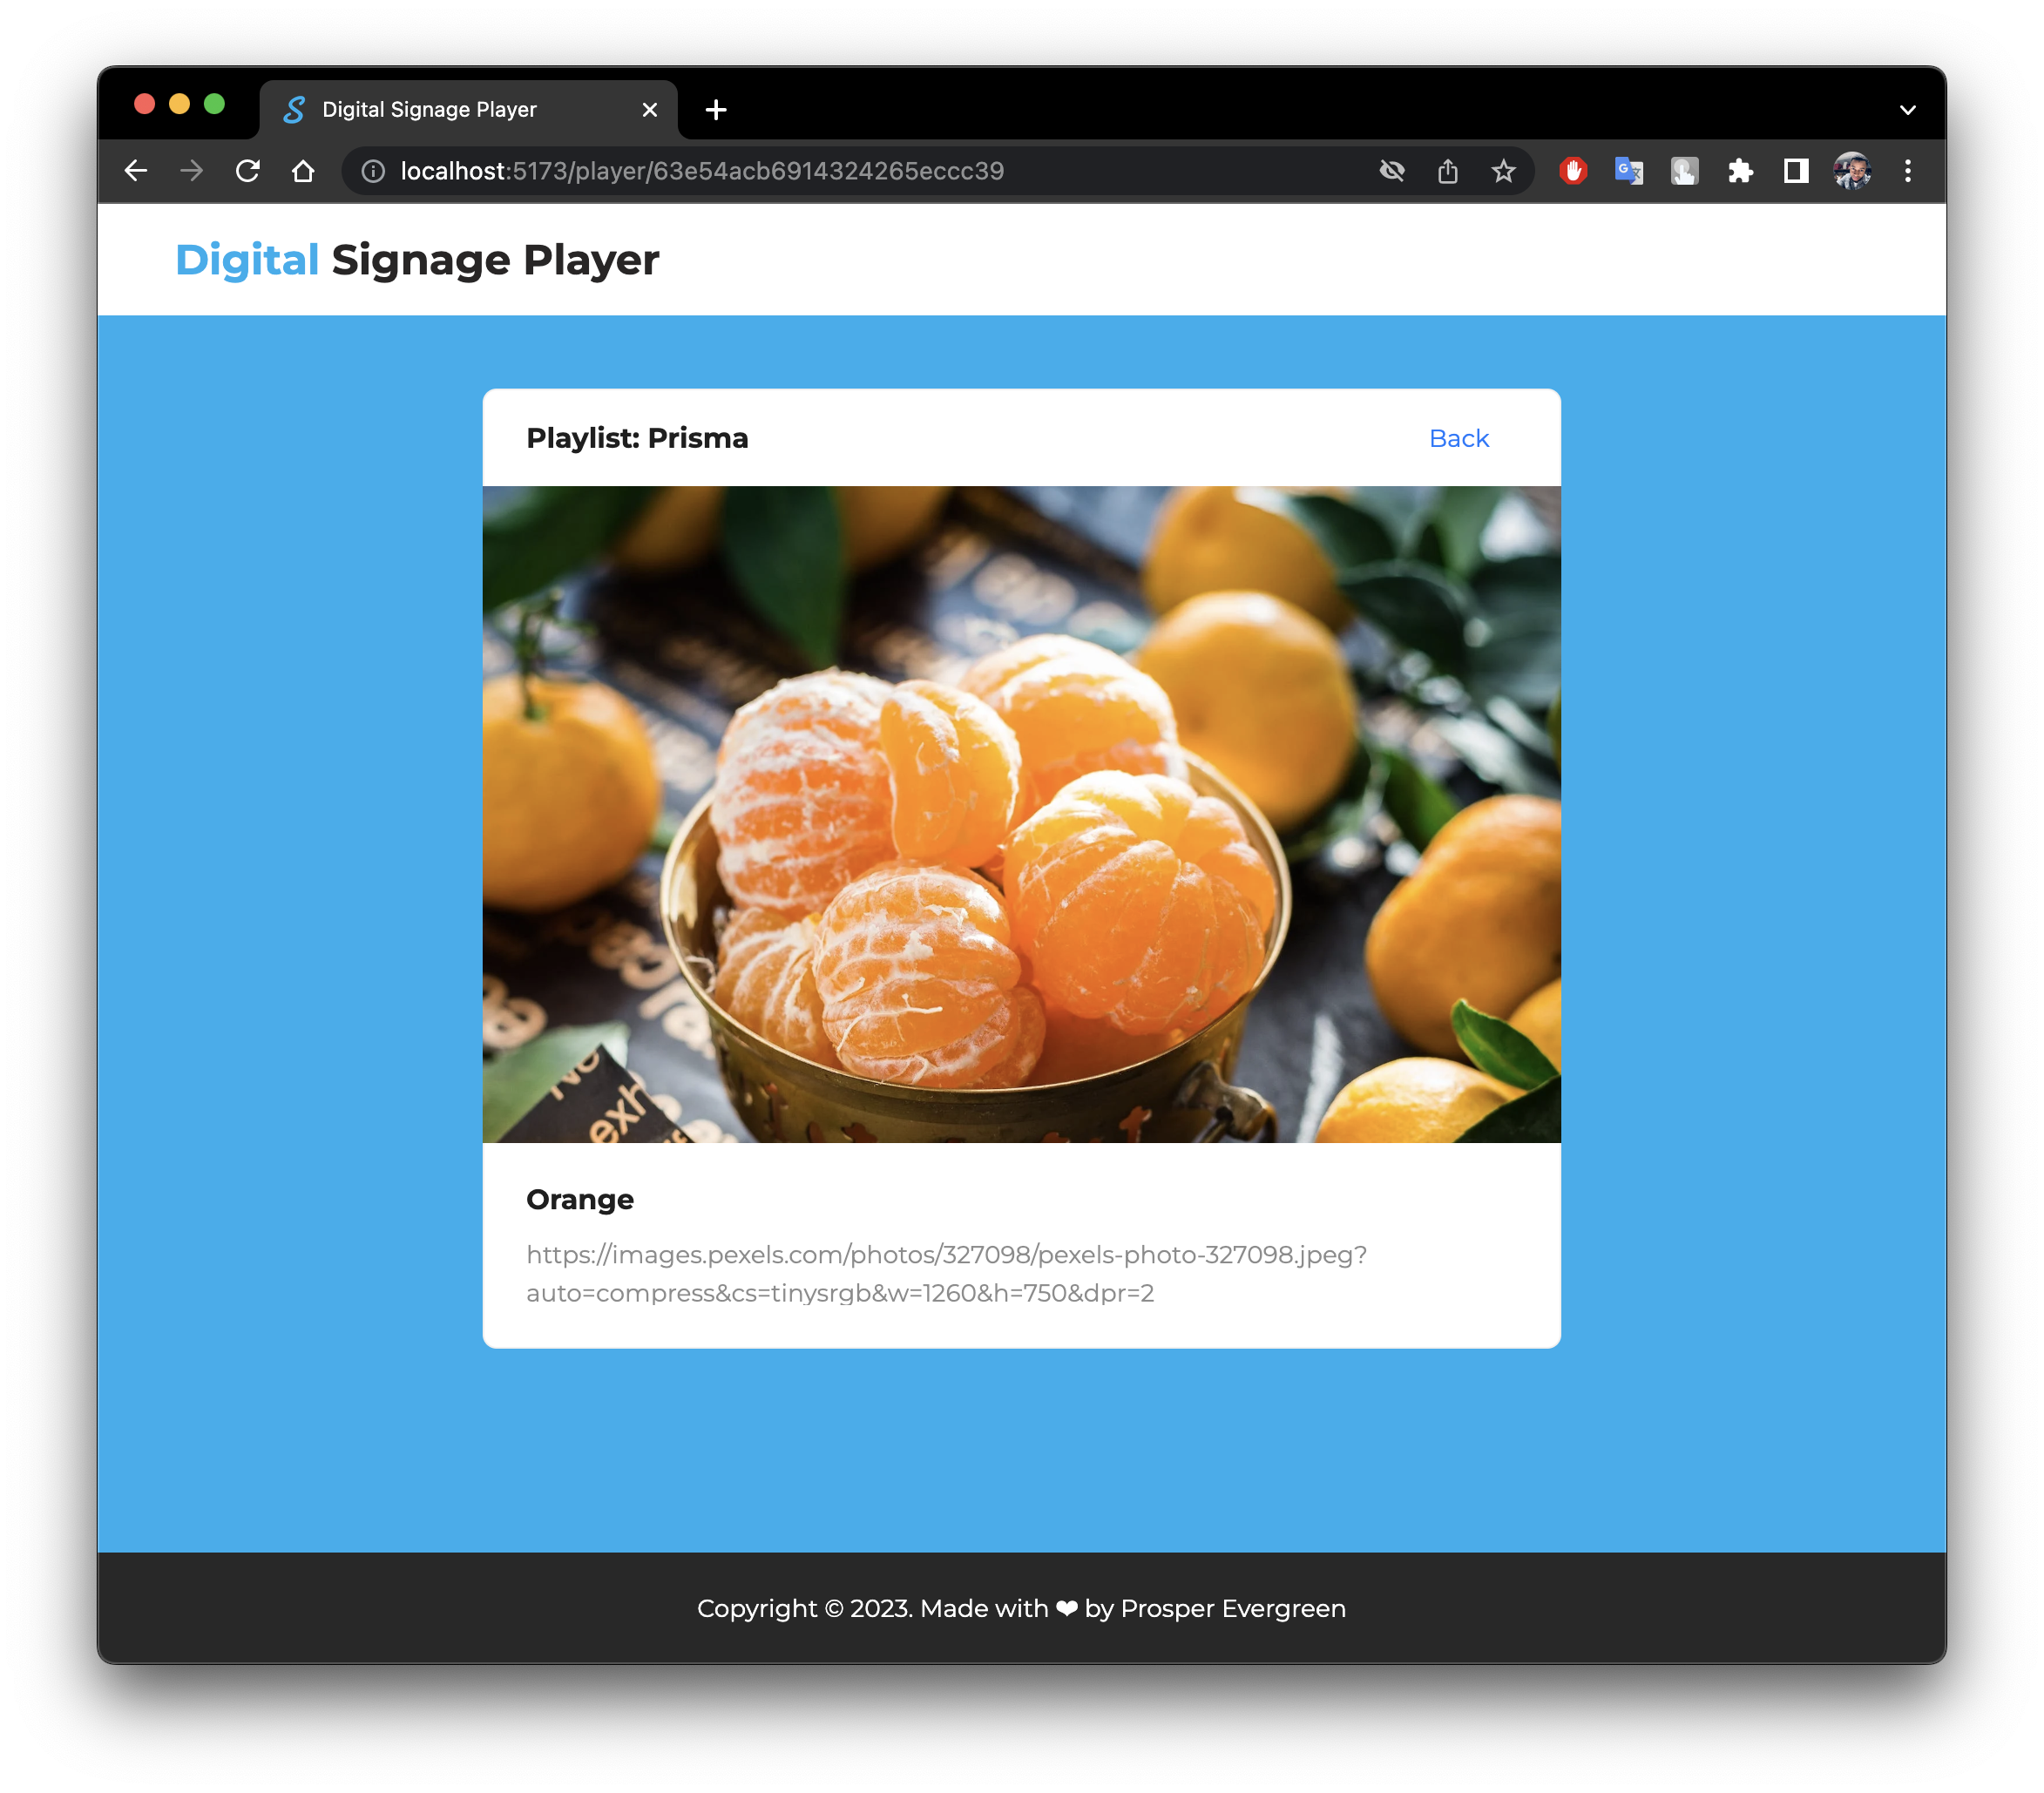 Digital Signage Player
localhost:5173/player/63e54acb6914324265eccc39
Digital Signage Player
Playlist: Prisma
Back
exh
Orange
https://images.pexels.com/photos/327098/pexels-photo-327098.jpeg?
auto=compress&cs=tinysrgb&w=1260&h=750&dpr=2
Copyright © 2023. Made with ❤ by Prosper Evergreen